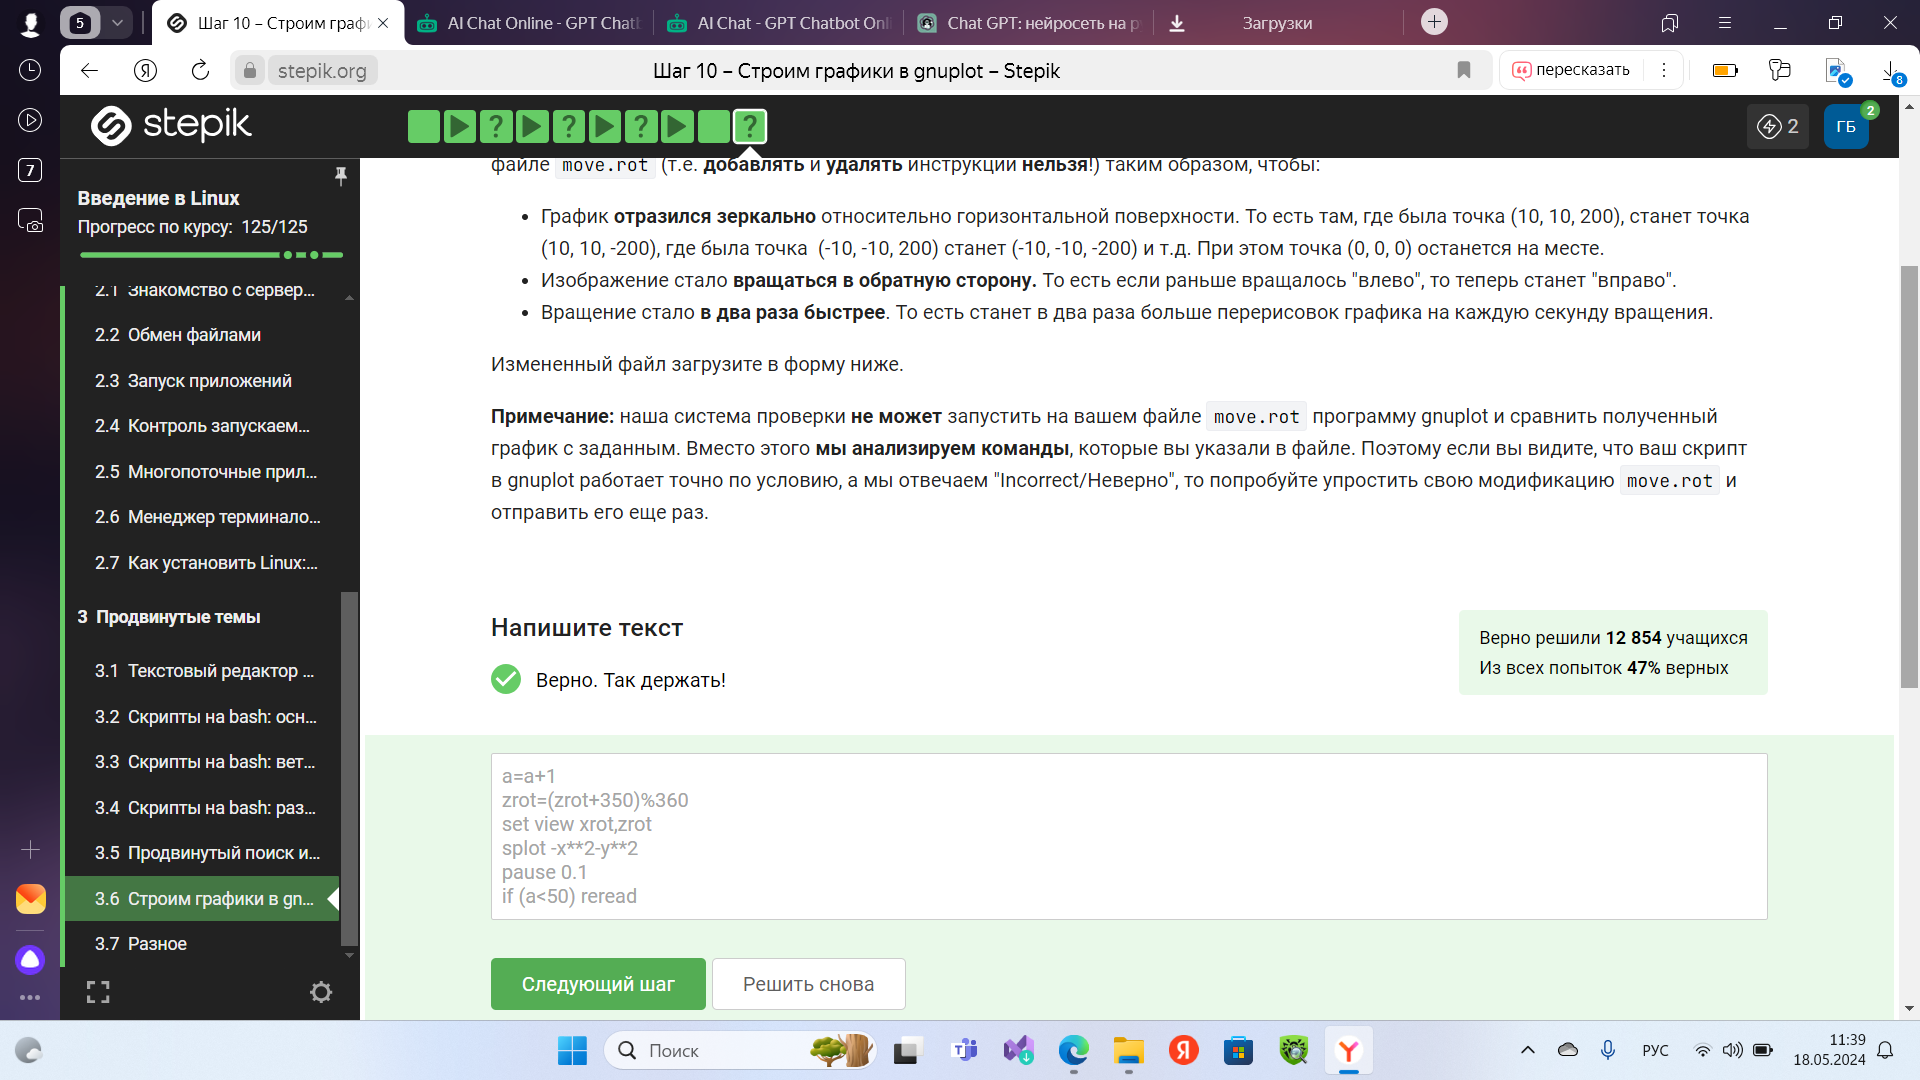 5
Шаг 10 – Строим графи
AI Chat Online - GPT Chatb
AI Chat - GPT Chatbot Onl
Chat GPT: нейросеть на ру
Загрузки
stepik.org
Шаг 10 – Строим графики в gnuplot – Stepik
пересказать
8
7
stepik
? ? ? ?
2
ГБ
2
Введение в Linux
Прогресс по курсу: 125/125
2.1 Знакомство с сервер...
2.2 Обмен файлами
2.3 Запуск приложений
2.4 Контроль запускаем...
2.5 Многопоточные прил...
2.6 Менеджер терминало...
2.7 Как установить Linux:...
3 Продвинутые темы
3.1 Текстовый редактор ...
3.2 Скрипты на bash: осн...
3.3 Скрипты на bash: вет...
3.4 Скрипты на bash: раз...
3.5 Продвинутый поиск и...
3.6 Строим графики в gn...
3.7 Разное
файле move.rot (т.е. добавлять и удалять инструкции нельзя!) таким образом, чтобы:
• График отразился зеркально относительно горизонтальной поверхности. То есть там, где была точка (10, 10, 200), станет точка
(10, 10, -200), где была точка (-10, -10, 200) станет (-10, -10, -200) и т.д. При этом точка (0, 0, 0) останется на месте.
• Изображение стало вращаться в обратную сторону. То есть если раньше вращалось "влево", то теперь станет "вправо".
• Вращение стало в два раза быстрее. То есть станет в два раза больше перерисовок графика на каждую секунду вращения.
Измененный файл загрузите в форму ниже.
Примечание: наша система проверки не может запустить на вашем файле move.rot программу gnuplot и сравнить полученный
график с заданным. Вместо этого мы анализируем команды, которые вы указали в файле. Поэтому если вы видите, что ваш скрипт
в gnuplot работает точно по условию, а мы отвечаем "Incorrect/Неверно", то попробуйте упростить свою модификацию move.rot и
отправить его еще раз.
Напишите текст
Верно. Так держать!
Верно решили 12 854 учащихся
Из всех попыток 47% верных
a=a+1
zrot=(zrot+350)%360
set view xrot,zrot
splot -x**2-y**2
pause 0.1
if (a<50) reread
Следующий шаг
Решить снова
Поиск
РУС
11:39
18.05.2024